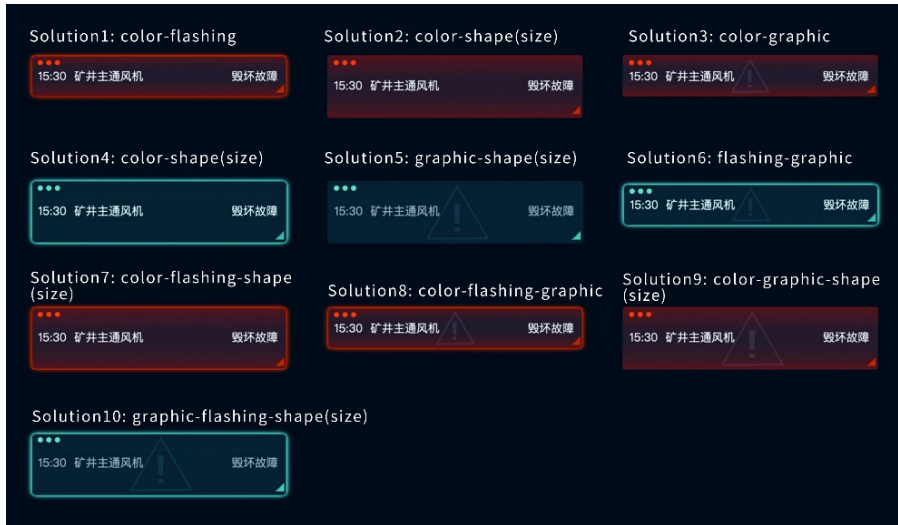 Solution1: color-flashing
15:30 矿井主通风机 毁坏故障
Solution2: color-shape(size)
15:30 矿井主通风机 毁坏故障
Solution3: color-graphic
15:30 矿井主通风机 毁坏故障
Solution4: color-shape(size)
15:30 矿井主通风机 毁坏故障
Solution5: graphic-shape(size)
15:30 矿井主通风机 毁坏故障
Solution6: flashing-graphic
15:30 矿井主通风机 毁坏故障
Solution7: color-flashing-shape
(size)
15:30 矿井主通风机 毁坏故障
Solution8: color-flashing-graphic
15:30 矿井主通风机 毁坏故障
Solution9: color-graphic-shape
(size)
15:30 矿井主通风机 毁坏故障
Solution10: graphic-flashing-shape(size)
15:30 矿井主通风机 毁坏故障